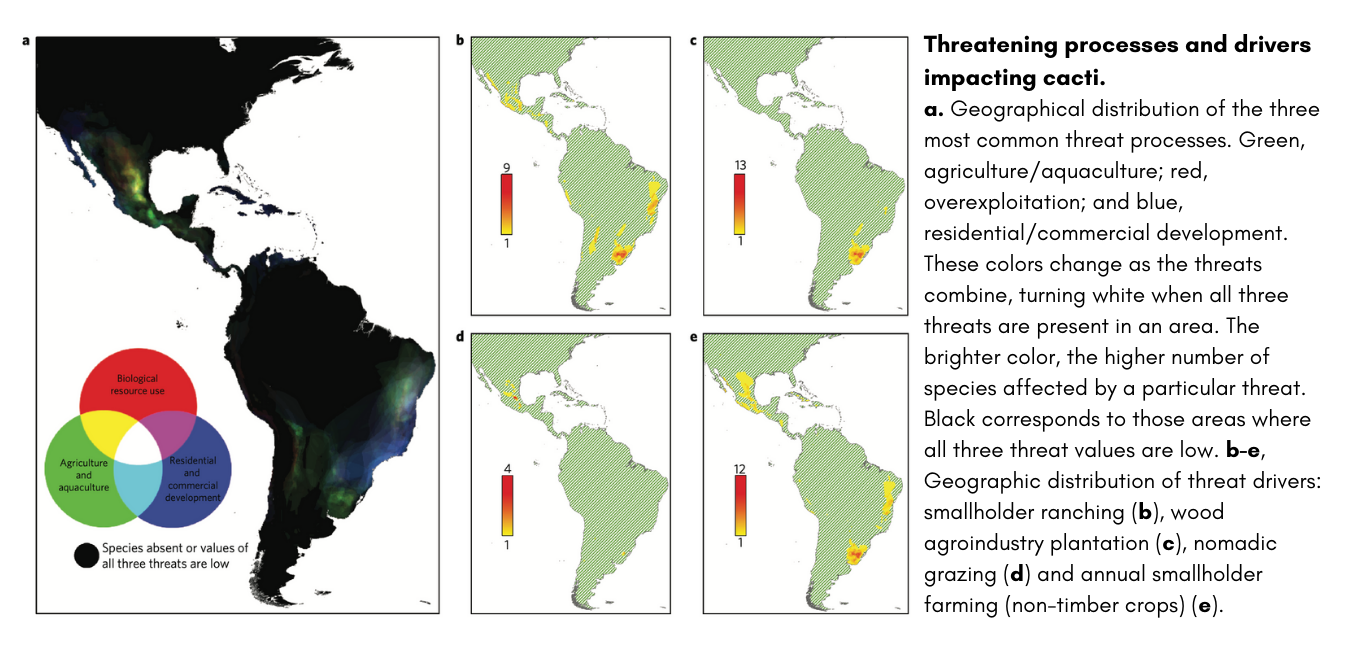 a
Biological
resource use
Agriculture
and
aquaculture
Residential
and
commercial
development
Species absent or values of
all three threats are low
b
9
1
c
13
1
d
4
1
e
12
1
Threatening processes and drivers
impacting cacti.
a. Geographical distribution of the three
most common threat processes. Green,
agriculture/aquaculture; red,
overexploitation; and blue,
residential/commercial development.
These colors change as the threats
combine, turning white when all three
threats are present in an area. The
brighter color, the higher number of
species affected by a particular threat.
Black corresponds to those areas where
all three threat values are low. b-e,
Geographic distribution of threat drivers:
smallholder ranching (b), wood
agroindustry plantation (c), nomadic
grazing (d) and annual smallholder
farming (non-timber crops) (e).